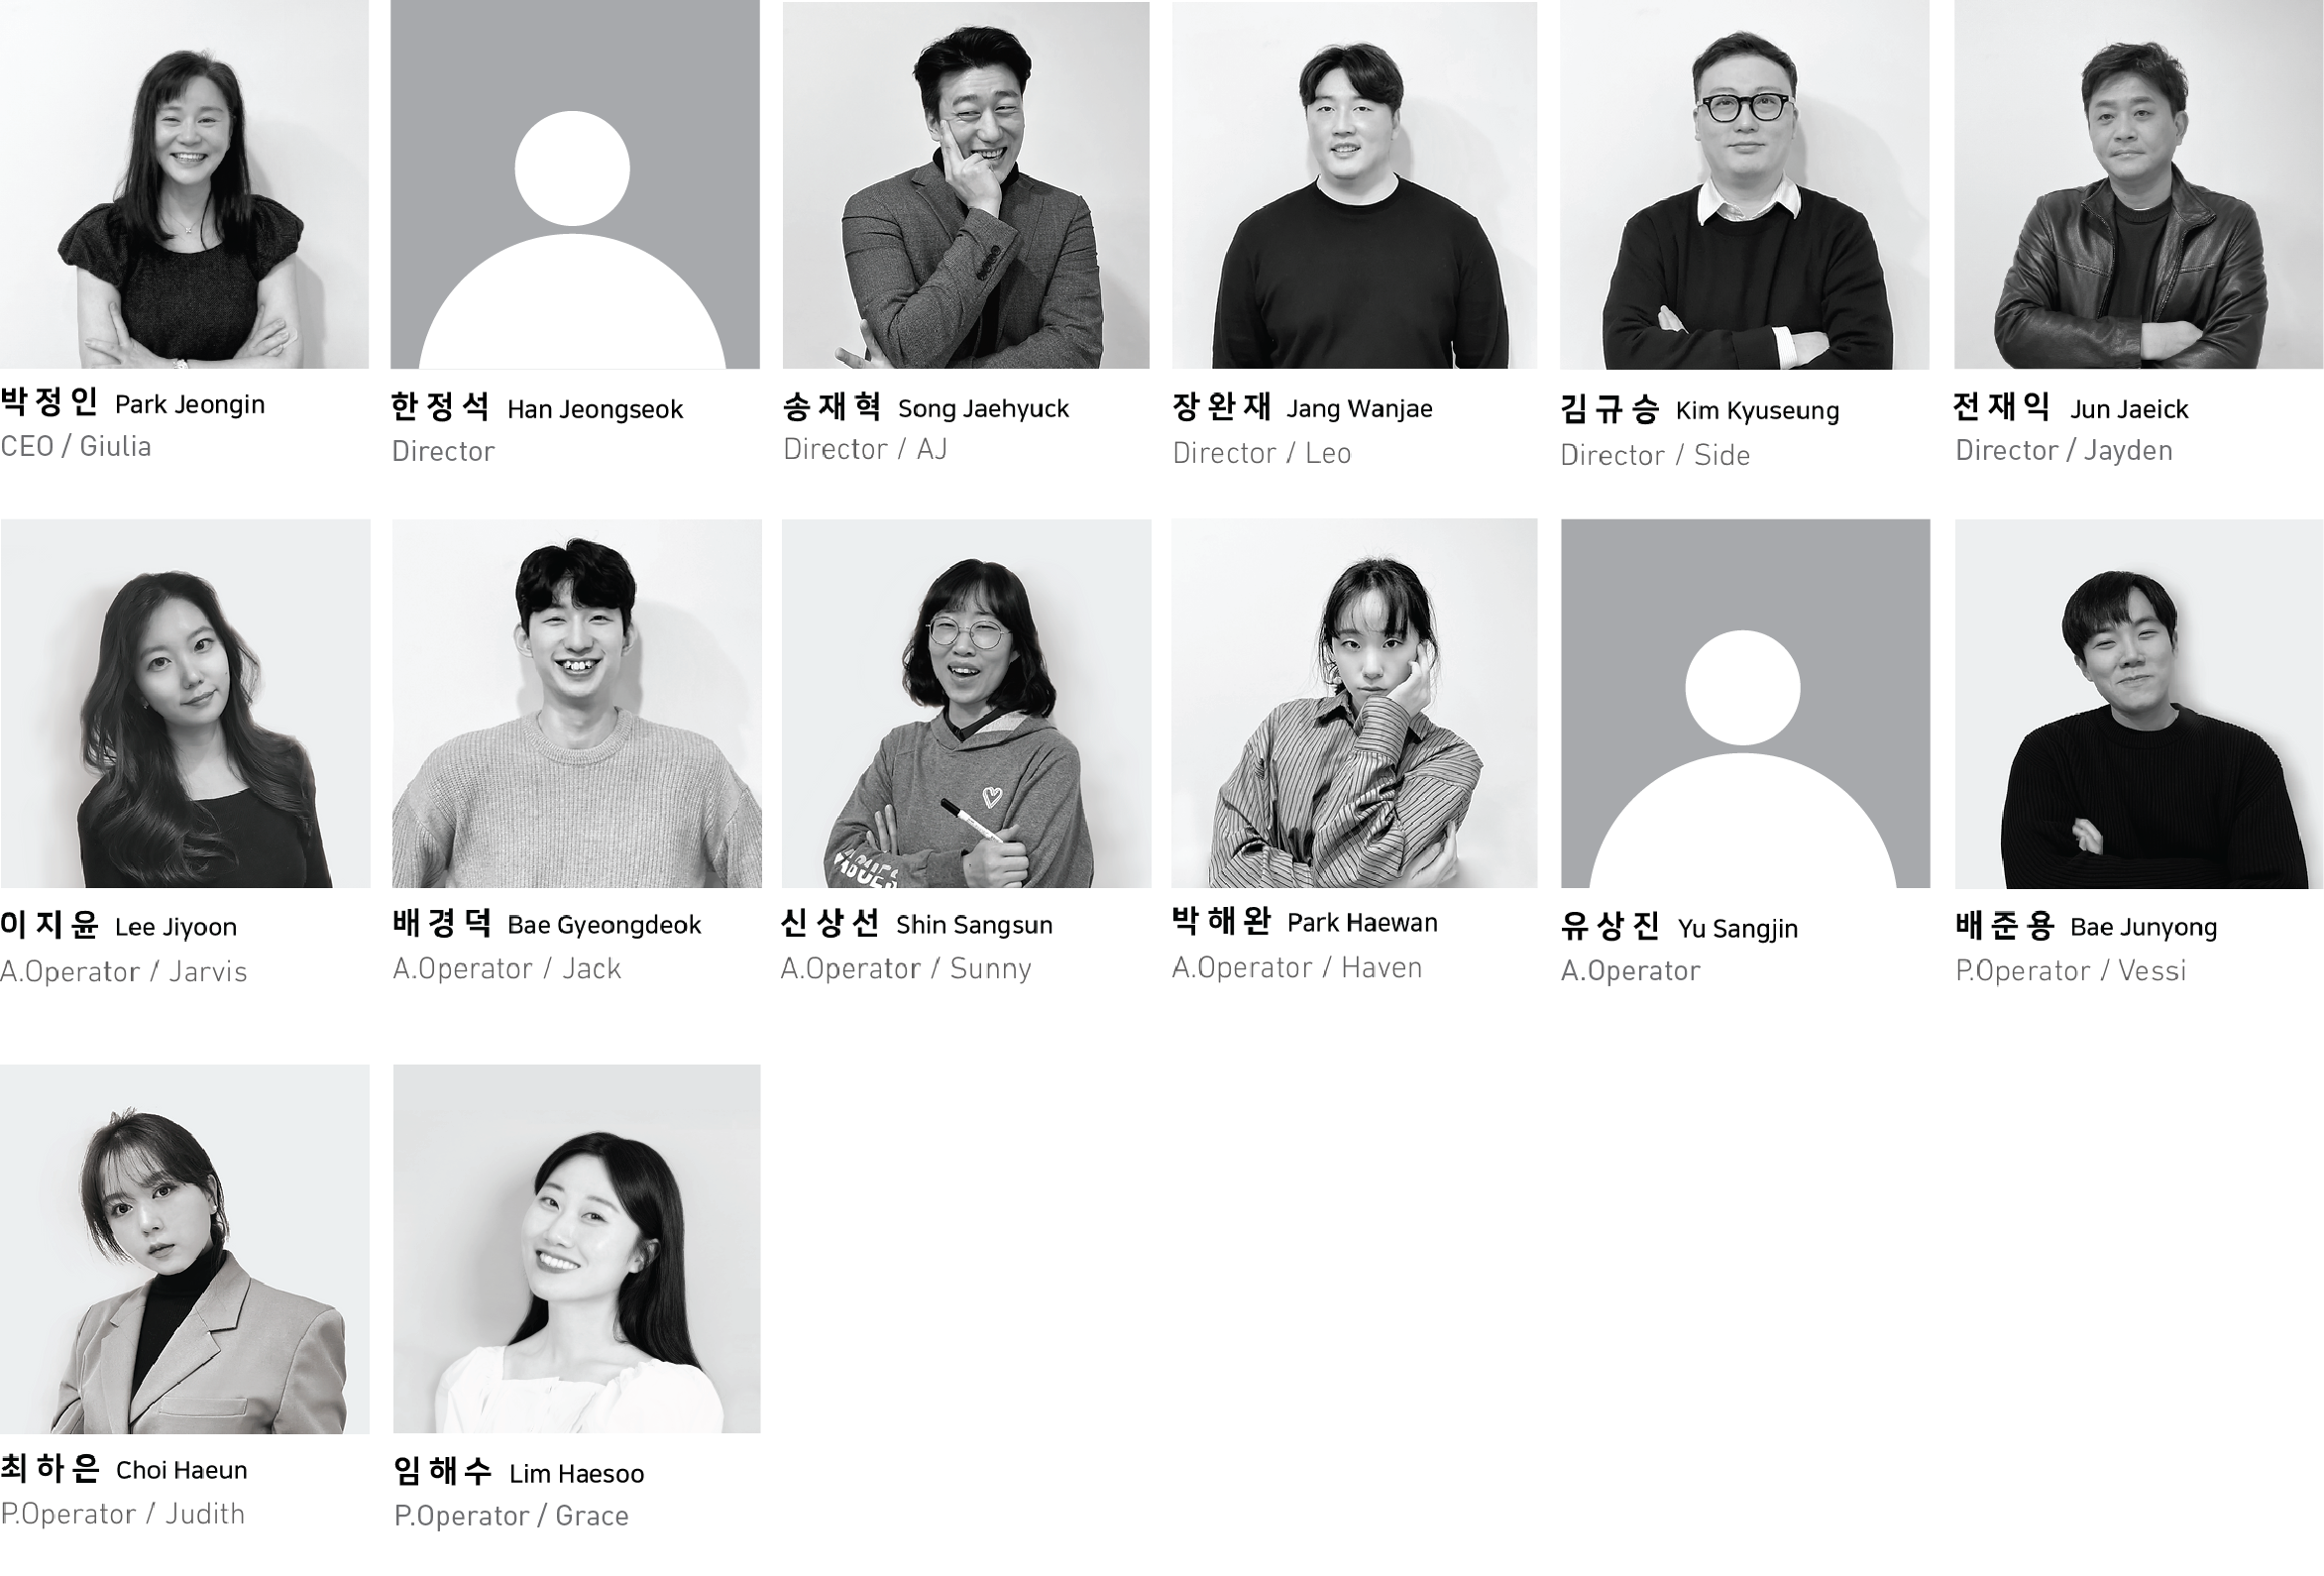 박정인 Park Jeongin
CEO / Giulia
한정석 Han Jeongseok
Director
송재혁 Song Jaehyuck
Director / AJ
장완재 Jang Wanjae
Director / Leo
김규승 Kim Kyuseung
Director / Side
전재익 Jun Jaeick
Director / Jayden
이지윤 Lee Jiyoon
A.Operator / Jarvis
배경덕 Bae Gyeongdeok
A.Operator / Jack
신상선 Shin Sangsun
A.Operator / Sunny
박해완 Park Haewan
A.Operator / Haven
유상진 Yu Sangjin
A.Operator
배준용 Bae Junyong
P.Operator / Vessi
최하은 Choi Haeun
P.Operator / Judith
임해수 Lim Haesoo
P.Operator / Grace